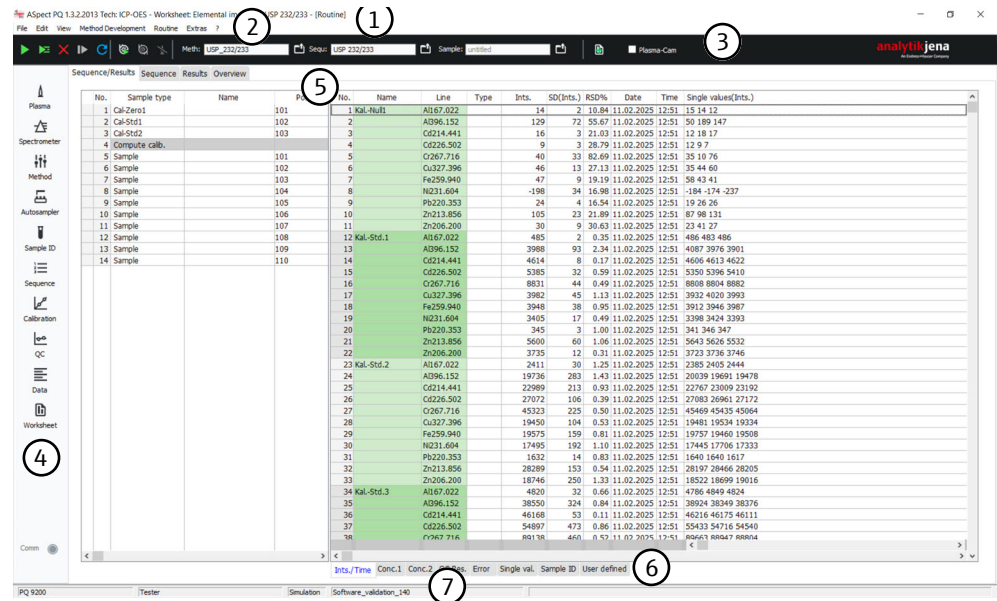 ASpect PQ 1.3.2.2013 Tech: ICP-OES - Worksheet: Elemental im USP 232/233 - [Routine]
1
2
File Edit View Method Development Routine Extras ?
Meth: USP_232/233 Sequ: USP 232/233 Sample: untitled Plasma-Cam
3
analytikjena
An Endress+Hauser Company
Sequence/Results Sequence Results Overview
5
Plasma
Spectrometer
Method
Autosampler
Sample ID
Sequence
Calibration
QC
Data
Worksheet
4
Comm
No. Sample type Name Po
1 Cal-Zero1 101
2 Cal-Std1 102
3 Cal-Std2 103
4 Compute calib.
5 Sample 101
6 Sample 102
7 Sample 103
8 Sample 104
9 Sample 105
10 Sample 106
11 Sample 107
12 Sample 108
13 Sample 109
14 Sample 110
No. Name Line Type Ints. SD(Ints.) RSD% Date Time Single values(Ints.)
1 Kal.-Null1 Al167.022 14 2 10.84 11.02.2025 12:51 15 14 12
2 Al396.152 129 72 55.67 11.02.2025 12:51 50 189 147
3 Cd214.441 16 3 21.03 11.02.2025 12:51 12 18 17
4 Cd226.502 9 3 28.79 11.02.2025 12:51 12 9 7
5 Cr267.716 40 33 82.69 11.02.2025 12:51 35 10 76
6 Cu327.396 46 13 27.13 11.02.2025 12:51 35 44 60
7 Fe259.940 47 9 19.19 11.02.2025 12:51 58 43 41
8 Ni231.604 -198 34 16.98 11.02.2025 12:51 -184 -174 -237
9 Pb220.353 24 4 16.54 11.02.2025 12:51 19 26 26
10 Zn213.856 105 23 21.89 11.02.2025 12:51 87 98 131
11 Zn206.200 30 9 30.63 11.02.2025 12:51 23 41 27
12 Kal.-Std.1 Al167.022 485 2 0.35 11.02.2025 12:51 486 483 486
13 Al396.152 3988 93 2.34 11.02.2025 12:51 4087 3976 3901
14 Cd214.441 4614 8 0.17 11.02.2025 12:51 4606 4613 4622
15 Cd226.502 5385 32 0.59 11.02.2025 12:51 5350 5396 5410
16 Cr267.716 8831 44 0.49 11.02.2025 12:51 8808 8804 8882
17 Cu327.396 3982 45 1.13 11.02.2025 12:51 3932 4020 3993
18 Fe259.940 3948 38 0.95 11.02.2025 12:51 3912 3946 3987
19 Ni231.604 3405 17 0.49 11.02.2025 12:51 3398 3424 3393
20 Pb220.353 345 3 1.00 11.02.2025 12:51 341 346 347
21 Zn213.856 5600 60 1.06 11.02.2025 12:51 5643 5626 5532
22 Zn206.200 3735 12 0.31 11.02.2025 12:51 3723 3736 3746
23 Kal.-Std.2 Al167.022 2411 30 1.25 11.02.2025 12:51 2385 2405 2444
24 Al396.152 19736 283 1.43 11.02.2025 12:51 20039 19691 19478
25 Cd214.441 22989 213 0.93 11.02.2025 12:51 22767 23009 23192
26 Cd226.502 27072 106 0.39 11.02.2025 12:51 27083 26961 27172
27 Cr267.716 45323 225 0.50 11.02.2025 12:51 45469 45435 45064
28 Cu327.396 19450 104 0.53 11.02.2025 12:51 19481 19534 19334
29 Fe259.940 19575 159 0.81 11.02.2025 12:51 19757 19460 19508
30 Ni231.604 17495 192 1.10 11.02.2025 12:51 17445 17706 17333
31 Pb220.353 1632 14 0.83 11.02.2025 12:51 1640 1640 1617
32 Zn213.856 28289 153 0.54 11.02.2025 12:51 28197 28466 28205
33 Zn206.200 18746 250 1.33 11.02.2025 12:51 18522 18699 19016
34 Kal.-Std.3 Al167.022 4820 32 0.66 11.02.2025 12:51 4786 4849 4824
35 Al396.152 38550 324 0.84 11.02.2025 12:51 38924 38349 38376
36 Cd214.441 46168 53 0.11 11.02.2025 12:51 46216 46175 46111
37 Cd226.502 54897 473 0.86 11.02.2025 12:51 55433 54716 54540
38 Cr267.716 89138 460 0.52 11.02.2025 12:51 89663 88947 88804
Ints./Time Conc.1 Conc.2 Res. Error Single val. Sample ID User defined
6
7
PQ 9200 Tester Simulation Software_validation_140